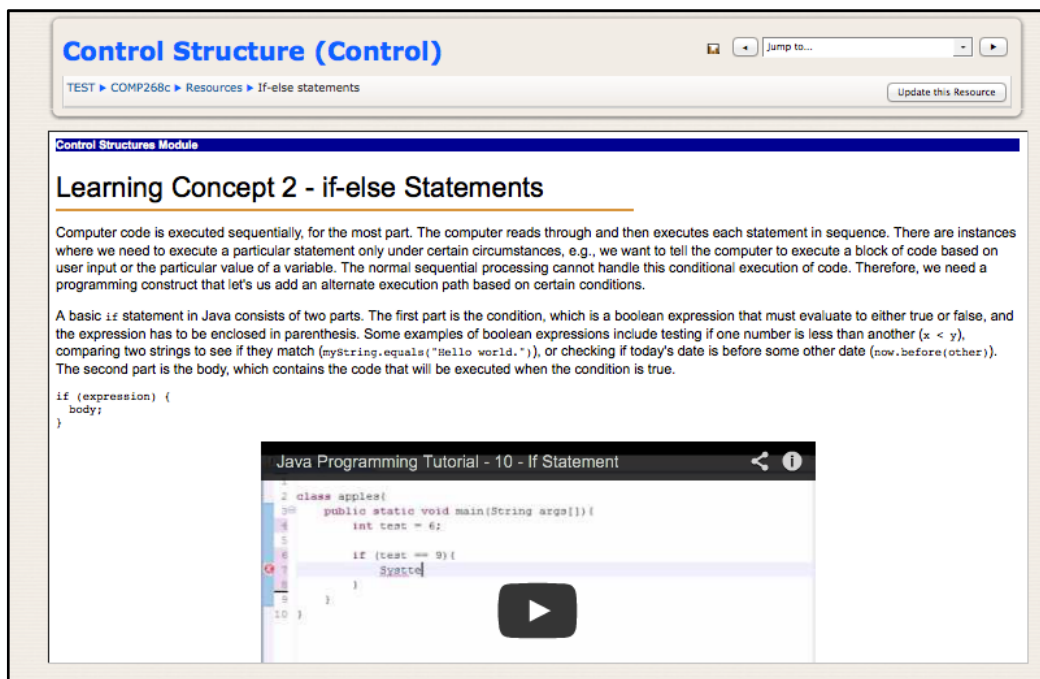 Control Structure (Control)
Jump to...
TEST ► COMP268c ► Resources ► If-else statements
Update this Resource
Control Structures Module
Learning Concept 2 - if-else Statements
Computer code is executed sequentially, for the most part. The computer reads through and then executes each statement in sequence. There are instances
where we need to execute a particular statement only under certain circumstances, e.g., we want to tell the computer to execute a block of code based on
user input or the particular value of a variable. The normal sequential processing cannot handle this conditional execution of code. Therefore, we need a
programming construct that let's us add an alternate execution path based on certain conditions.
A basic if statement in Java consists of two parts. The first part is the condition, which is a boolean expression that must evaluate to either true or false, and
the expression has to be enclosed in parenthesis. Some examples of boolean expressions include testing if one number is less than another (x < y),
comparing two strings to see if they match (myString.equals("Hello world.")), or checking if today's date is before some other date (now.before(other)).
The second part is the body, which contains the code that will be executed when the condition is true.
if (expression) {
body;
}
Java Programming Tutorial - 10 - If Statement
1
2 class apples{
3 public static void main(String args[]){
4 int test = 6;
5
6 if (test == 9){
7 Systte
8 }
9 }
10 }